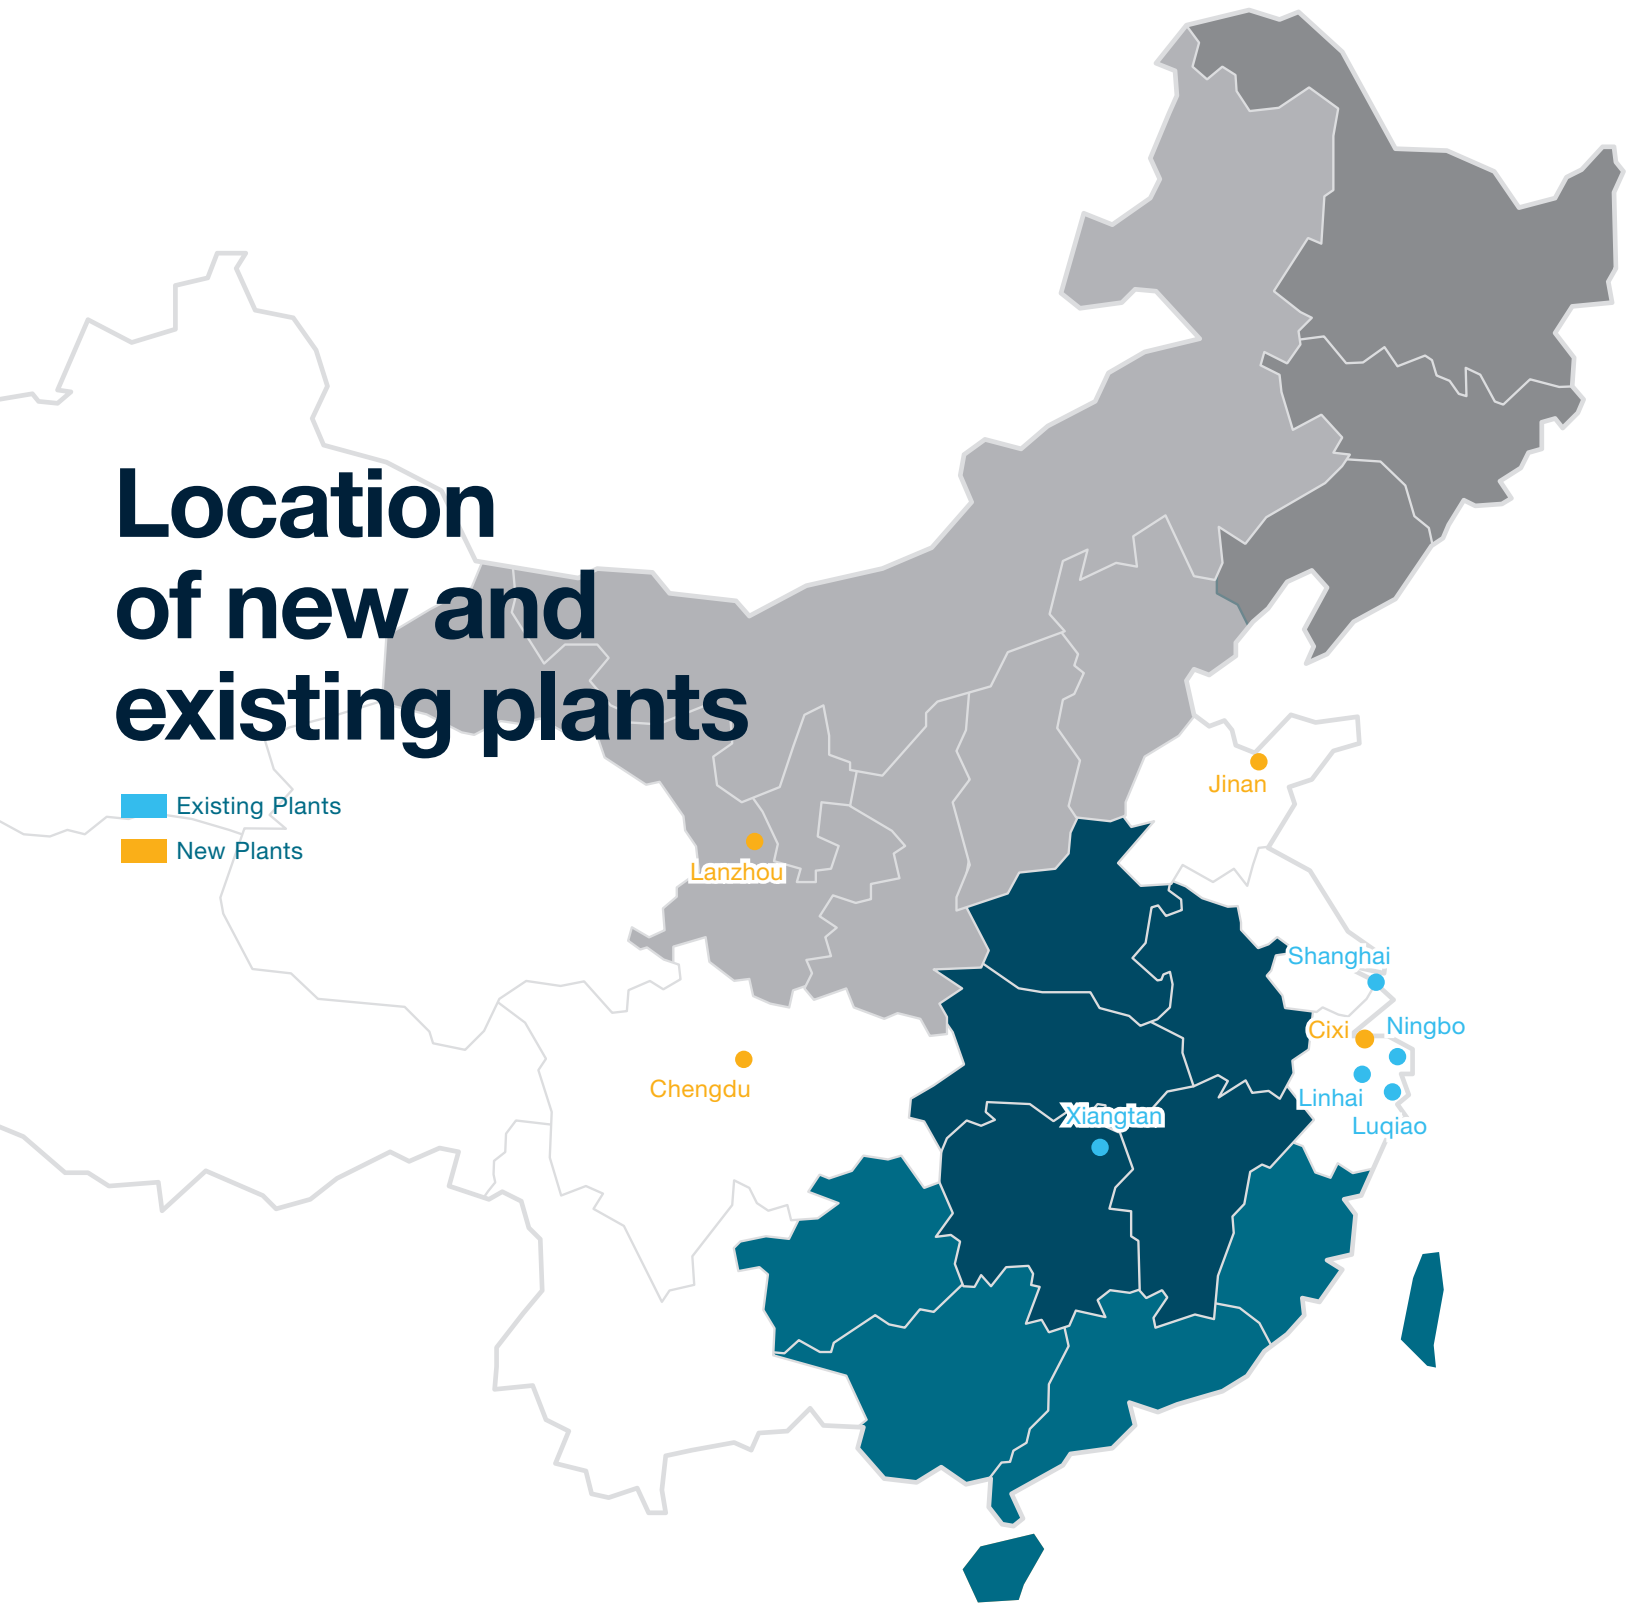 Location
of new and
existing plants
Existing Plants
New Plants
Jinan
Lanzhou
Shanghai
Cixi
Ningbo
Chengdu
Linhai
Xiangtan
Luqiao